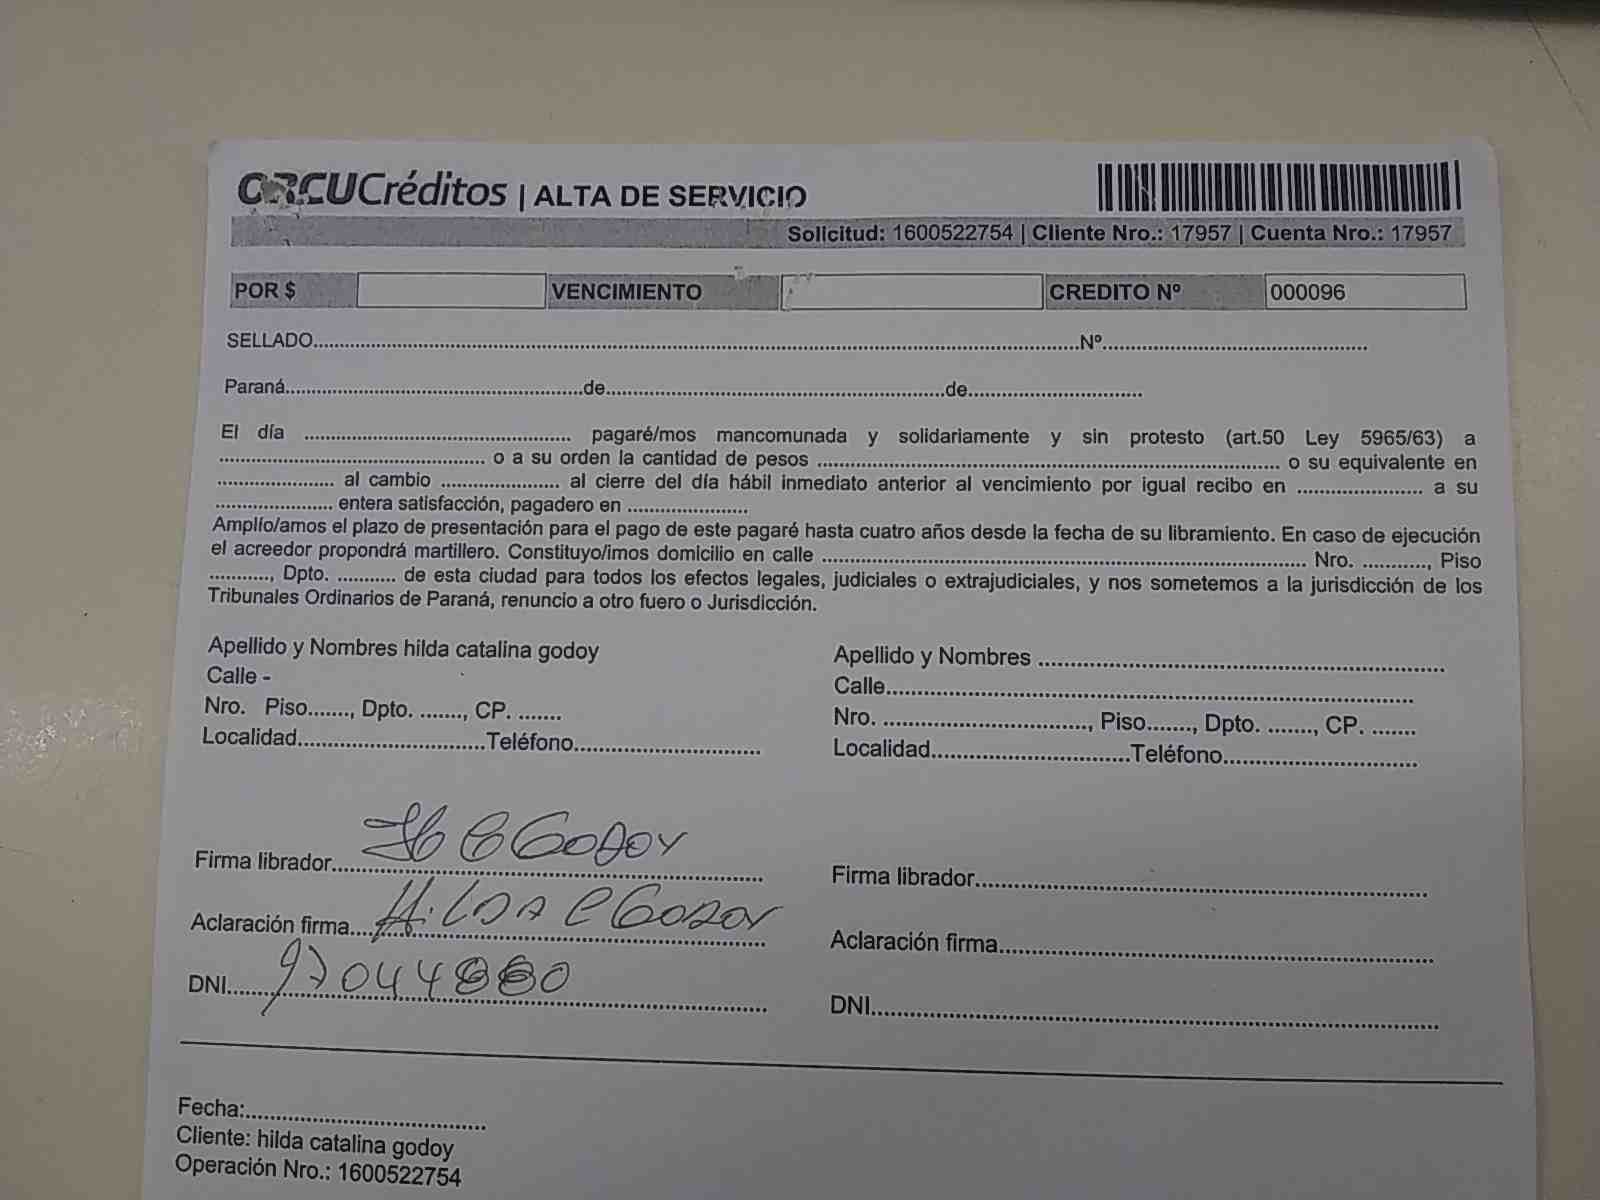 ORCUCréditos | ALTA DE SERVICIO
Solicitud: 1600522754 | Cliente Nro.: 17957 | Cuenta Nro.: 17957
POR $ VENCIMIENTO CREDITO Nº 000096
SELLADO........................Nº........................
Paraná........................de........................de........................
El día ........................ pagaré/mos mancomunada y solidariamente y sin protesto (art.50 Ley 5965/63) a
........................ o a su orden la cantidad de pesos ........................ o su equivalente en
.................... al cambio .................... al cierre del día hábil inmediato anterior al vencimiento por igual recibo en .................... a su
.................... entera satisfacción, pagadero en ....................
Amplío/amos el plazo de presentación para el pago de este pagaré hasta cuatro años desde la fecha de su libramiento. En caso de ejecución
el acreedor propondrá martillero. Constituyo/imos domicilio en calle ........................ Nro. ..........., Piso
..........., Dpto. ........... de esta ciudad para todos los efectos legales, judiciales o extrajudiciales, y nos sometemos a la jurisdicción de los
Tribunales Ordinarios de Paraná, renuncio a otro fuero o Jurisdicción.
Apellido y Nombres hilda catalina godoy
Calle -
Nro. Piso......., Dpto. ......., CP. .......
Localidad........................Teléfono........................
Apellido y Nombres ........................
Calle........................
Nro. ........................, Piso......., Dpto. ......., CP. .......
Localidad........................Teléfono........................
Firma librador........ H C Godoy
Aclaración firma........ HILDA C GODOY
DNI........
Firma librador........................
Aclaración firma........................
DNI........................
Fecha:........................
Cliente: hilda catalina godoy
Operación Nro.: 1600522754